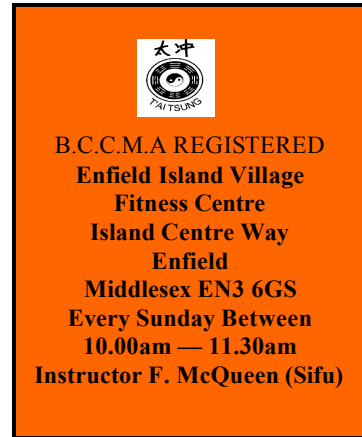 太冲
T'AI TSUNG
B.C.C.M.A REGISTERED
Enfield Island Village
Fitness Centre
Island Centre Way
Enfield
Middlesex EN3 6GS
Every Sunday Between
10.00am — 11.30am
Instructor F. McQueen (Sifu)